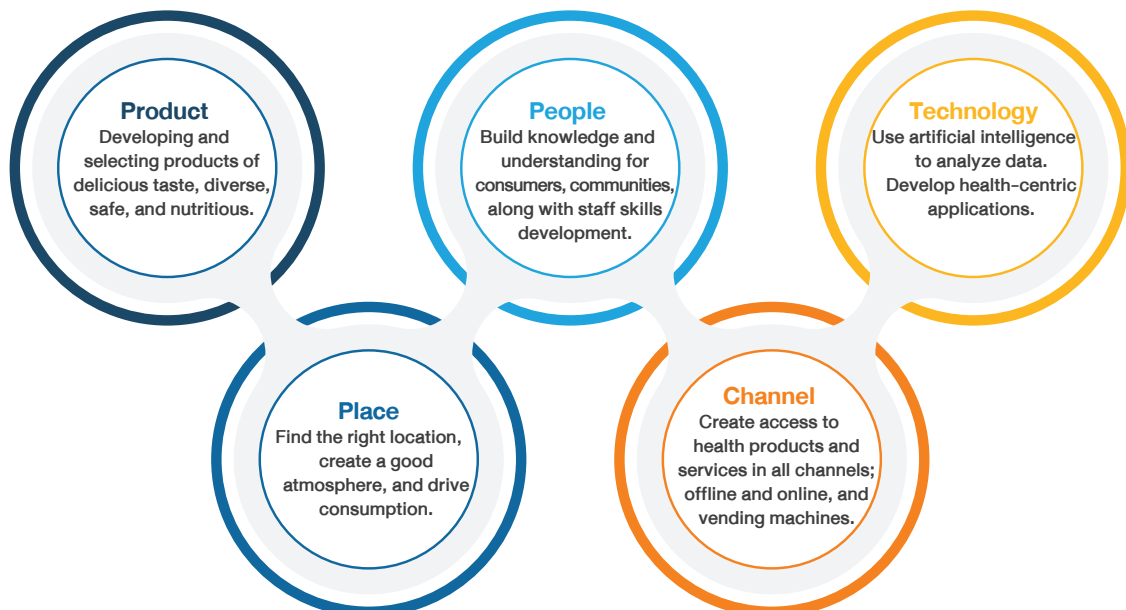 Product
Developing and
selecting products of
delicious taste, diverse,
safe, and nutritious.
Place
Find the right location,
create a good
atmosphere, and drive
consumption.
People
Build knowledge and
understanding for
consumers, communities,
along with staff skills
development.
Channel
Create access to
health products and
services in all channels;
offline and online, and
vending machines.
Technology
Use artificial intelligence
to analyze data.
Develop health-centric
applications.